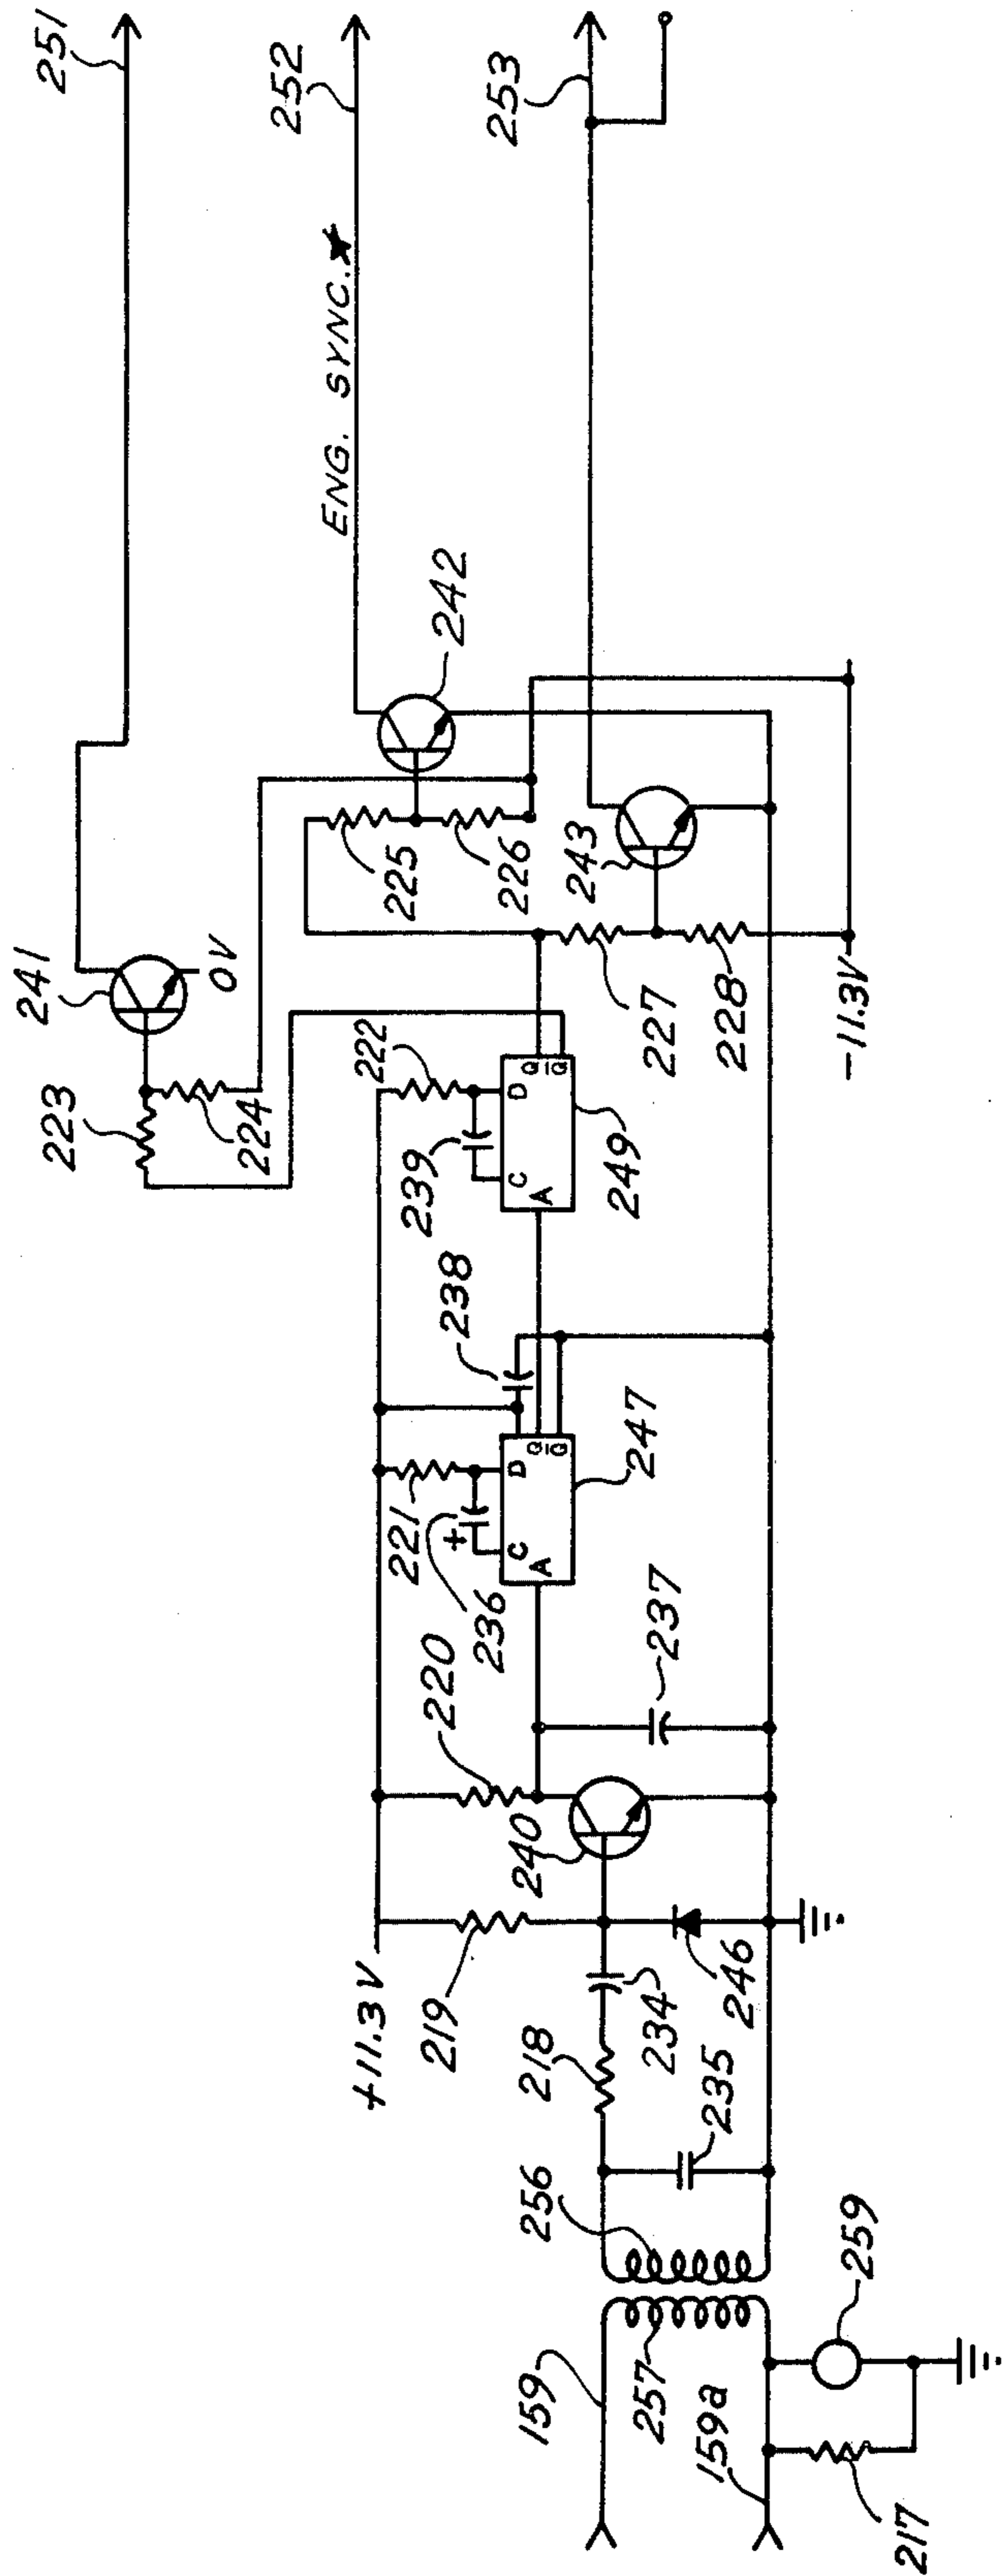 251
241
223
0V
224
252
ENG. SYNC.★
242
225
226
222
239
C
D
A
Q
Q̅
249
253
243
227
228
-11.3V
238
221
+
236
C
D
A
Q
Q̅
247
220
237
240
+11.3V
219
218
234
246
235
256
257
159
159a
259
217